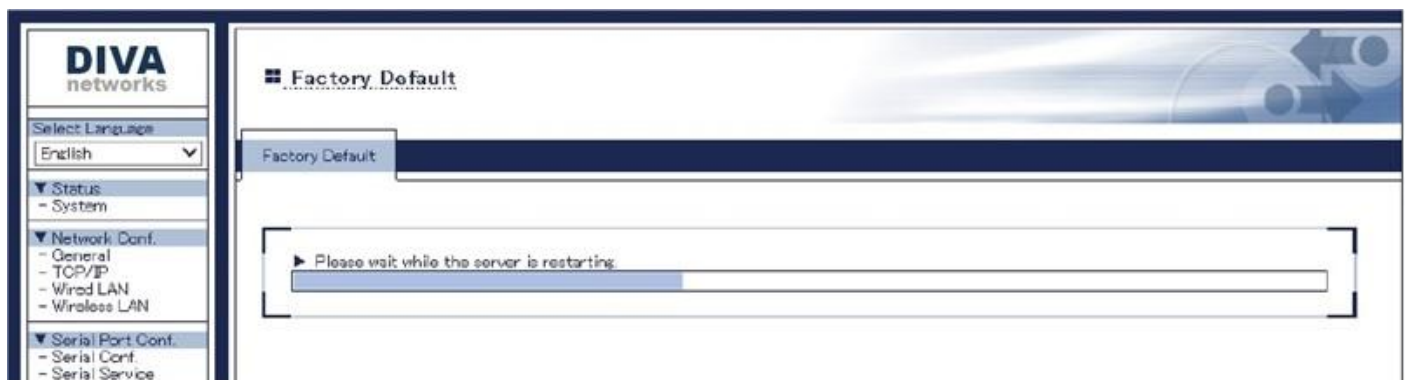 DIVA
networks
Select Language
English
▼ Status
- System
▼ Network Conf.
- General
- TCP/IP
- Wired LAN
- Wireless LAN
▼ Serial Port Conf.
- Serial Conf.
- Serial Service
Factory Default
Factory Default
▶ Please wait while the server is restarting.